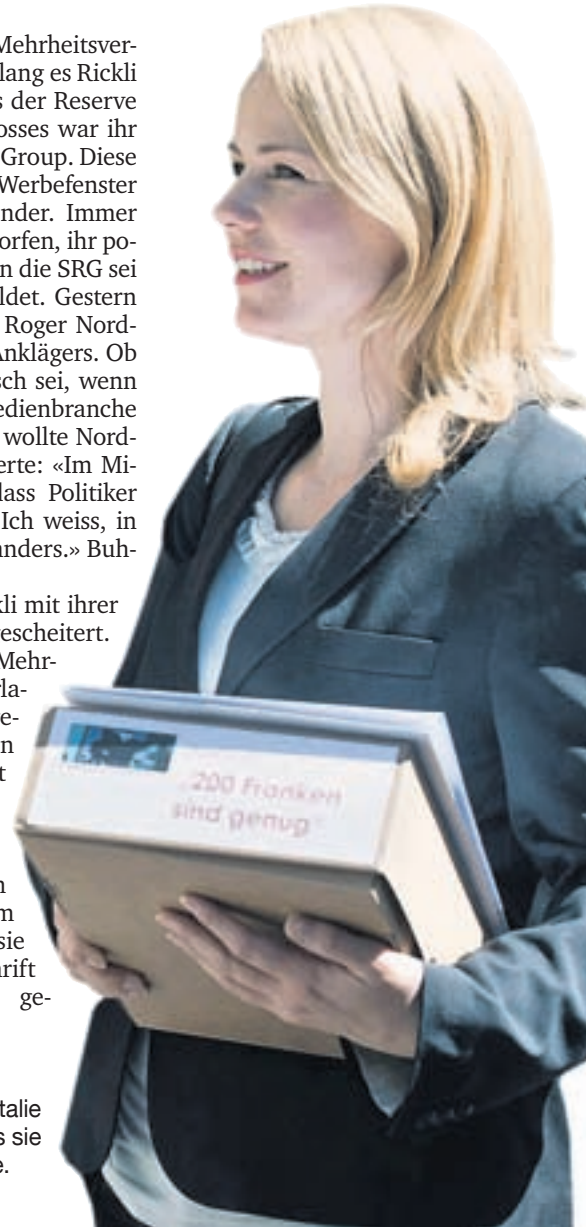 Mehrheitsver-
lang es Rickli
s der Reserve
osses war ihr
Group. Diese
Werbefenster
nder. Immer
orfen, ihr po-
n die SRG sei
ldet. Gestern
Roger Nord-
Anklägers. Ob
sch sei, wenn
edienbranche
wollte Nord-
erte: «Im Mi-
lass Politiker
Ich weiss, in
anders.» Buh-
kli mit ihrer
escheitert.
Mehr-
la-
e-
n
t
n
m
sie
hrift
ge-
200 Franken
sind genug"
talie
s sie
e.